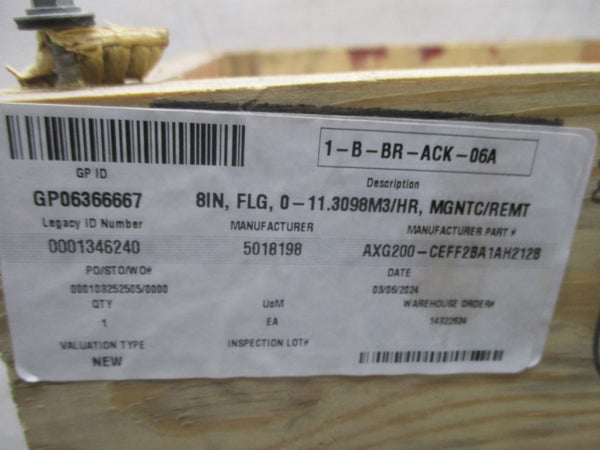 1-B-BR-ACK-06A
GP ID
GP06366667
Description
8IN, FLG, 0-11.3098M3/HR, MGNTC/REMT
Legacy ID Number
0001346240
MANUFACTURER
5018198
MANUFACTURER PART #
AXG200-CEFF2BA1AH212B
PO/STO/WO#
000103252505/0000
DATE
03/06/2024
QTY
1
UoM
EA
WAREHOUSE ORDER#
VALUATION TYPE
NEW
INSPECTION LOT#